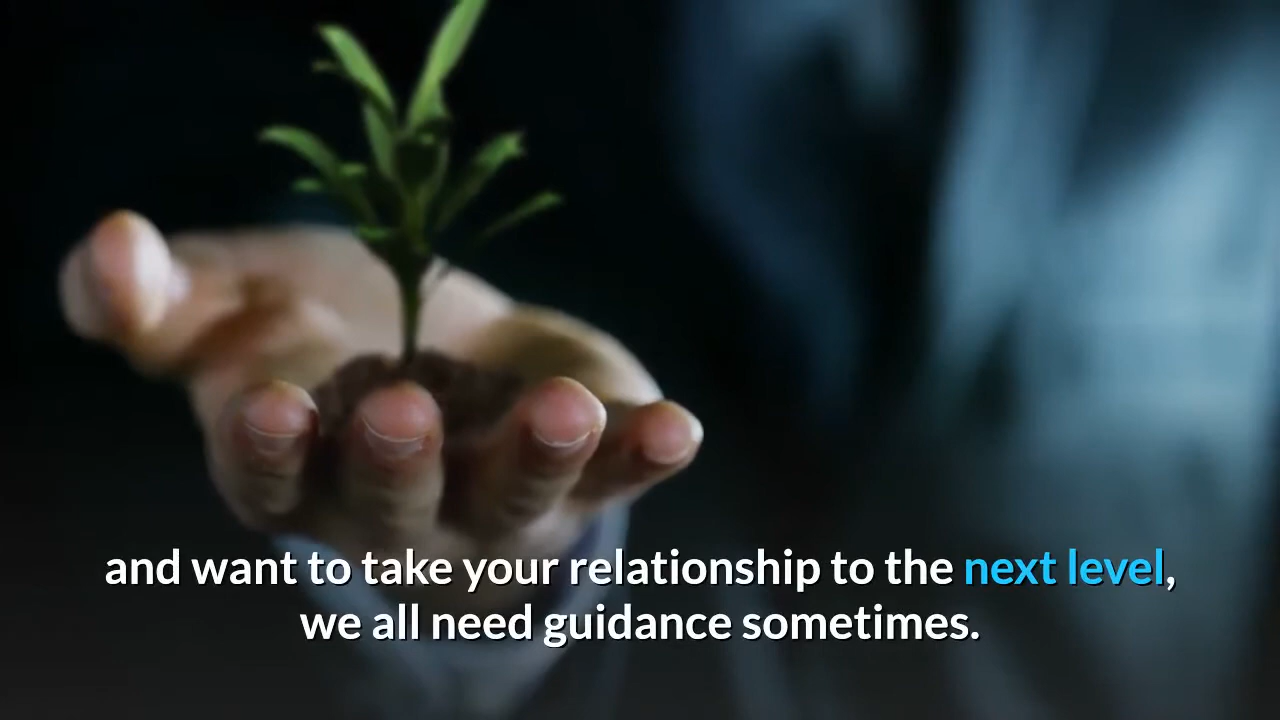 and want to take your relationship to the next level,
we all need guidance sometimes.